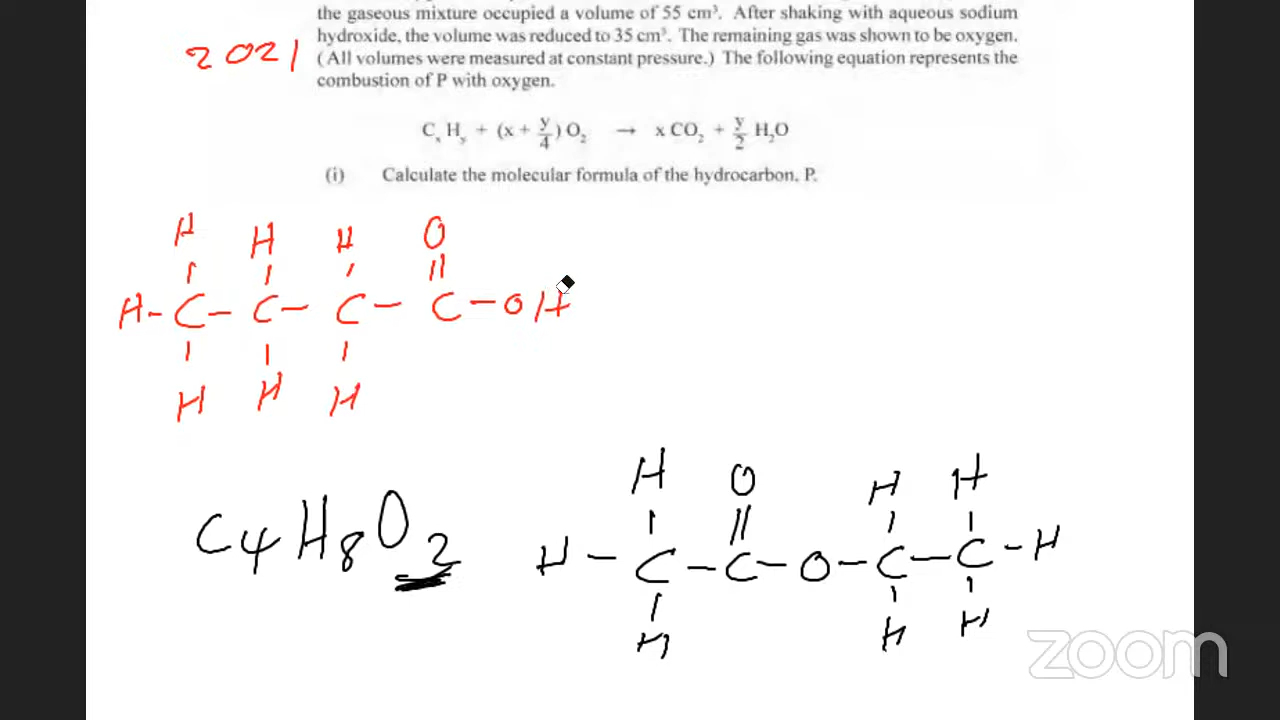 the gaseous mixture occupied a volume of 55 cm³. After shaking with aqueous sodium
hydroxide, the volume was reduced to 35 cm³. The remaining gas was shown to be oxygen.
(All volumes were measured at constant pressure.) The following equation represents the
combustion of P with oxygen.
2021
CₓHᵧ + (x + y/4) O₂ → x CO₂ + y/2 H₂O
(i) Calculate the molecular formula of the hydrocarbon, P.
H H H O
H-C-C-C-C-OH
H H H
C4H8O2
H O H H
H-C-C-O-C-C-H
H H H
zoom